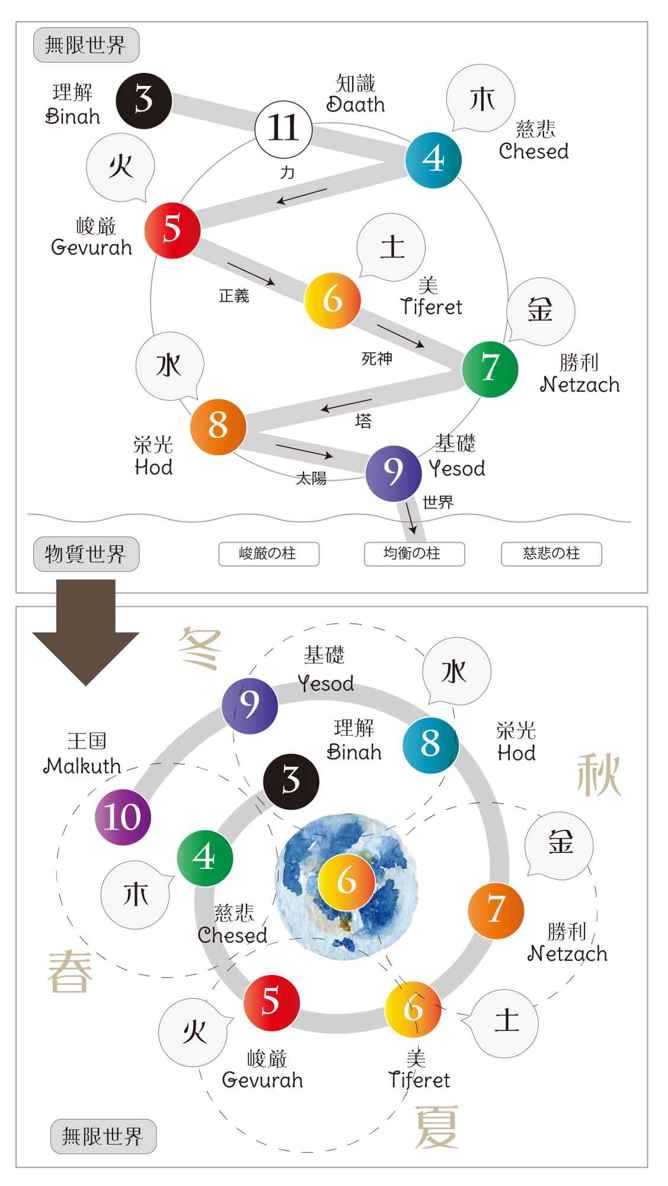 無限世界
理解
Binah
3
11
知識
Daath
力
4
木
慈悲
Chesed
火
5
峻厳
Gevurah
正義
6
土
美
Tiferet
死神
7
金
勝利
Netzach
水
8
栄光
Hod
塔
太陽
9
基礎
Yesod
世界
物質世界
峻厳の柱
均衡の柱
慈悲の柱
冬
9
基礎
Yesod
水
8
栄光
Hod
秋
王国
Malkuth
10
理解
Binah
3
4
木
慈悲
Chesed
6
金
7
勝利
Netzach
春
火
5
峻厳
Gevurah
6
土
美
Tiferet
夏
無限世界